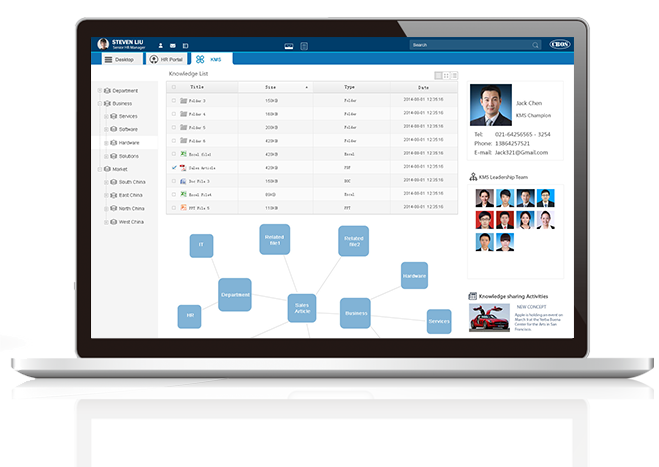 STEVEN LIU
Senior HR Manager
Search
Desktop
HR Portal
KMS
Knowledge List
Title Size Type Date
Folder 3 150KB Folder 2014-08-01 12:35:16
Folder 4 160KB Folder 2014-08-01 12:35:16
Folder 5 200KB Folder 2014-08-01 12:35:16
Folder 6 420KB Folder 2014-08-01 12:35:16
420KB Excel 2014-08-01 12:35:16
Sales Article 420KB PDF 2014-08-01 12:35:16
Doc File 3 160KB DOC 2014-08-01 12:35:16
Excel File4 60KB Excel 2014-08-01 12:35:16
PPT File 5 110KB PPT 2014-08-01 12:35:16
Department
Business
Services
Software
Hardware
Solutions
Market
South China
East China
North China
West China
Jack Chen
KMS Champion
Tel: 021-64256565 - 3254
Phone: 13864257521
E-mail: Jack321@Gmail.com
KMS Leadership Team
IT
Related
file1
Related
file2
Hardware
Department
Sales
Article
Business
HR
Services
Knowledge sharing Activities
NEW CONCEPT
Apple is holding an event on
March 4 at the Yerba Buena
Center for the Arts in San
Francisco.